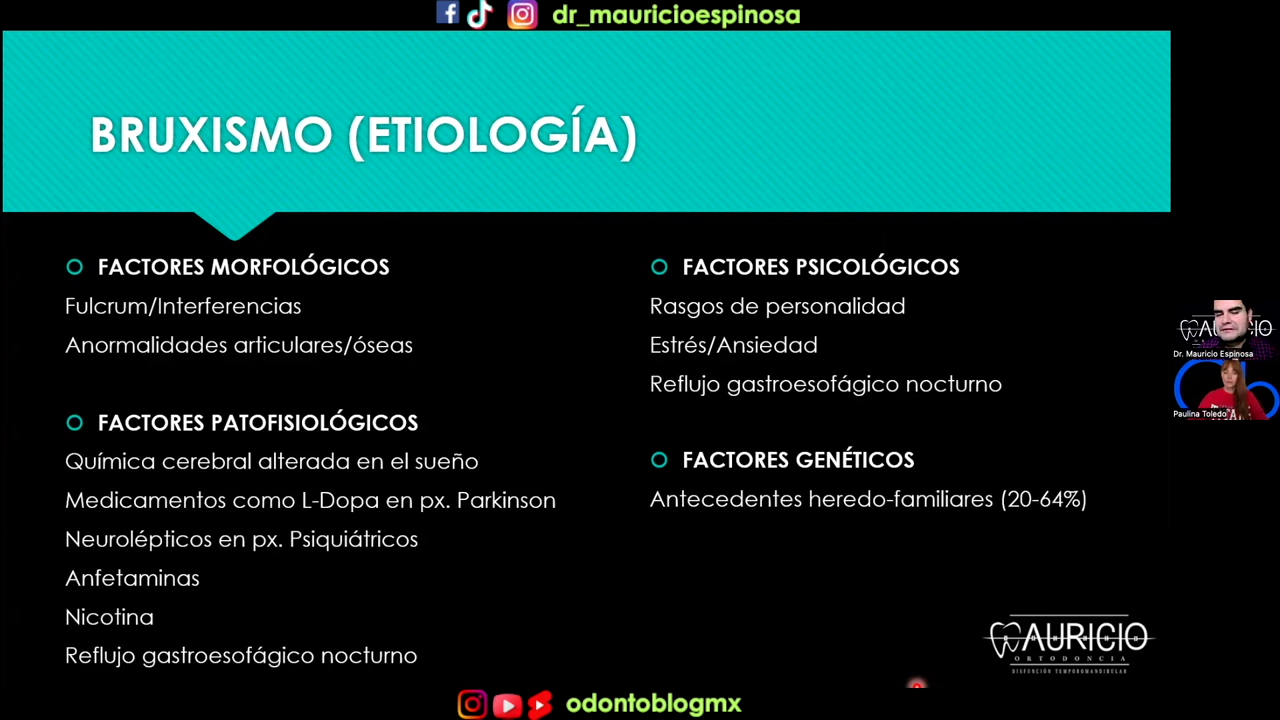 dr_mauricioespinosa
BRUXISMO (ETIOLOGÍA)
FACTORES MORFOLÓGICOS
Fulcrum/Interferencias
Anormalidades articulares/óseas
FACTORES PATOFISIOLÓGICOS
Química cerebral alterada en el sueño
Medicamentos como L-Dopa en px. Parkinson
Neurolépticos en px. Psiquiátricos
Anfetaminas
Nicotina
Reflujo gastroesofágico nocturno
FACTORES PSICOLÓGICOS
Rasgos de personalidad
Estrés/Ansiedad
Reflujo gastroesofágico nocturno
FACTORES GENÉTICOS
Antecedentes heredo-familiares (20-64%)
Dr. Mauricio Espinosa
Paulina Toledo
MAURICIO
ORTODONCIA
DISFUNCIÓN TEMPOROMANDIBULAR
odontoblogmx